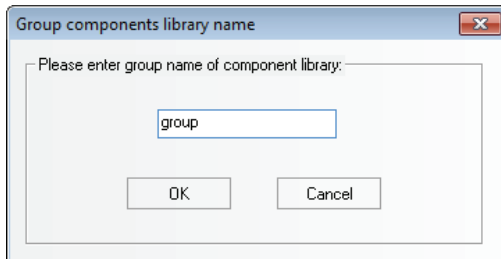 Group components library name
Please enter group name of component library:
group
OK Cancel